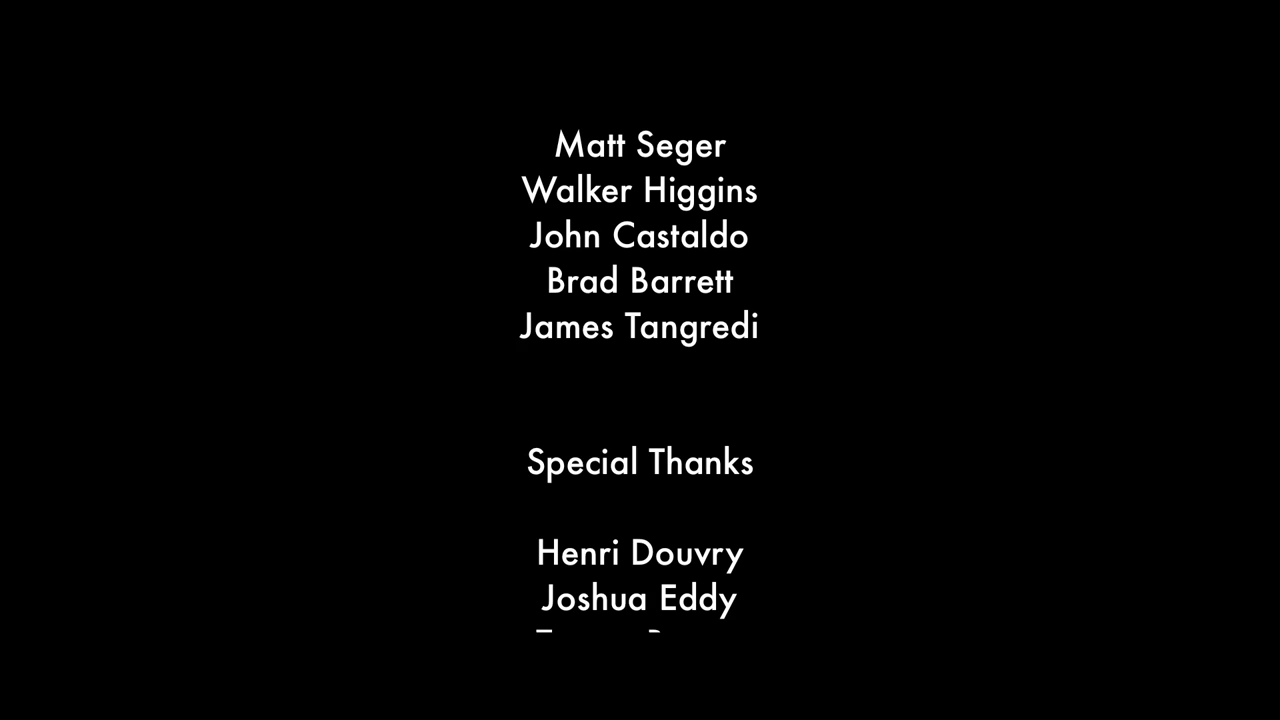 Matt Seger
Walker Higgins
John Castaldo
Brad Barrett
James Tangredi
Special Thanks
Henri Douvry
Joshua Eddy